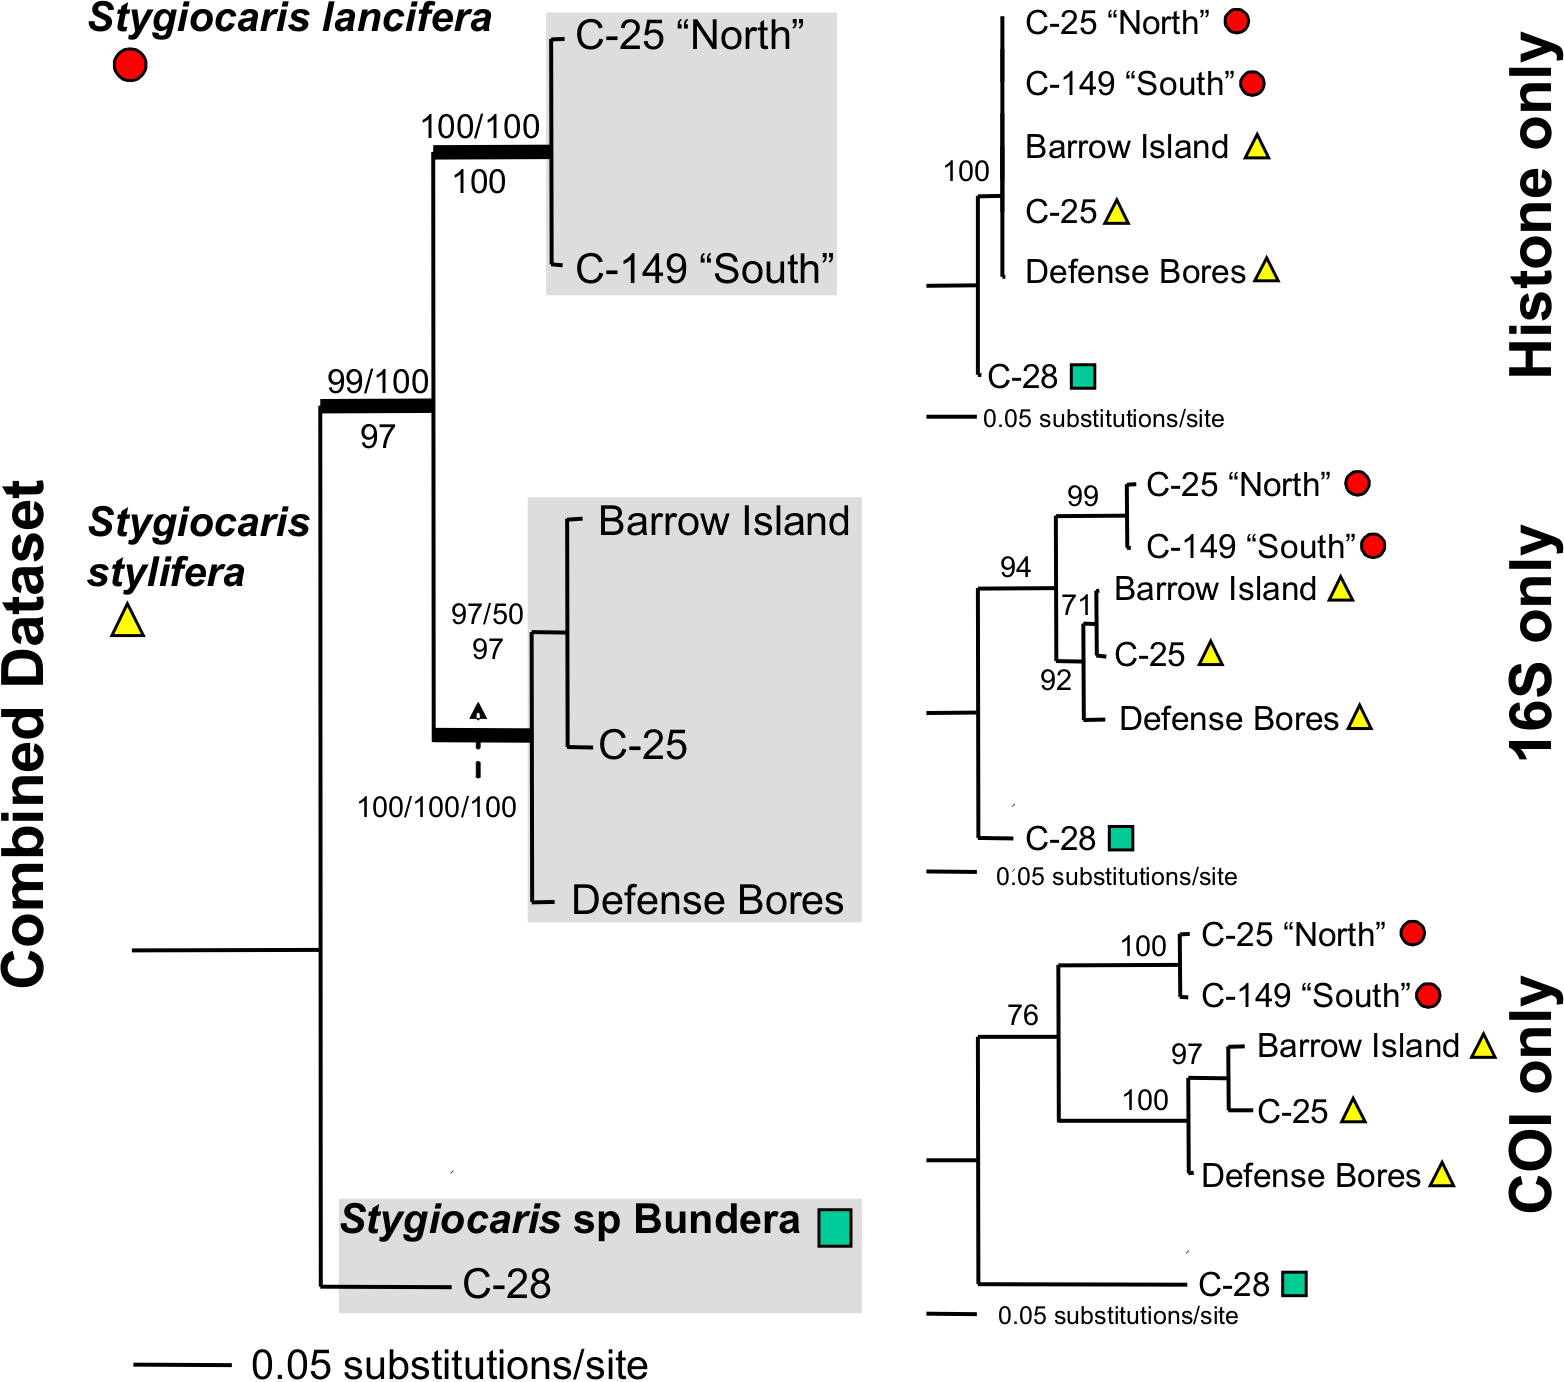 Combined Dataset
Stygiocaris lancifera
C-25 “North”
100/100
100
C-149 “South”
99/100
97
Stygiocaris
stylifera
Barrow Island
97/50
97
C-25
100/100/100
Defense Bores
Stygiocaris sp Bundera
C-28
0.05 substitutions/site
Histone only
C-25 “North”
C-149 “South”
Barrow Island
100
C-25
Defense Bores
C-28
0.05 substitutions/site
16S only
99
C-25 “North”
C-149 “South”
94
Barrow Island
71
C-25
92
Defense Bores
C-28
0.05 substitutions/site
COI only
C-25 “North”
100
C-149 “South”
76
Barrow Island
97
C-25
100
Defense Bores
C-28
0.05 substitutions/site